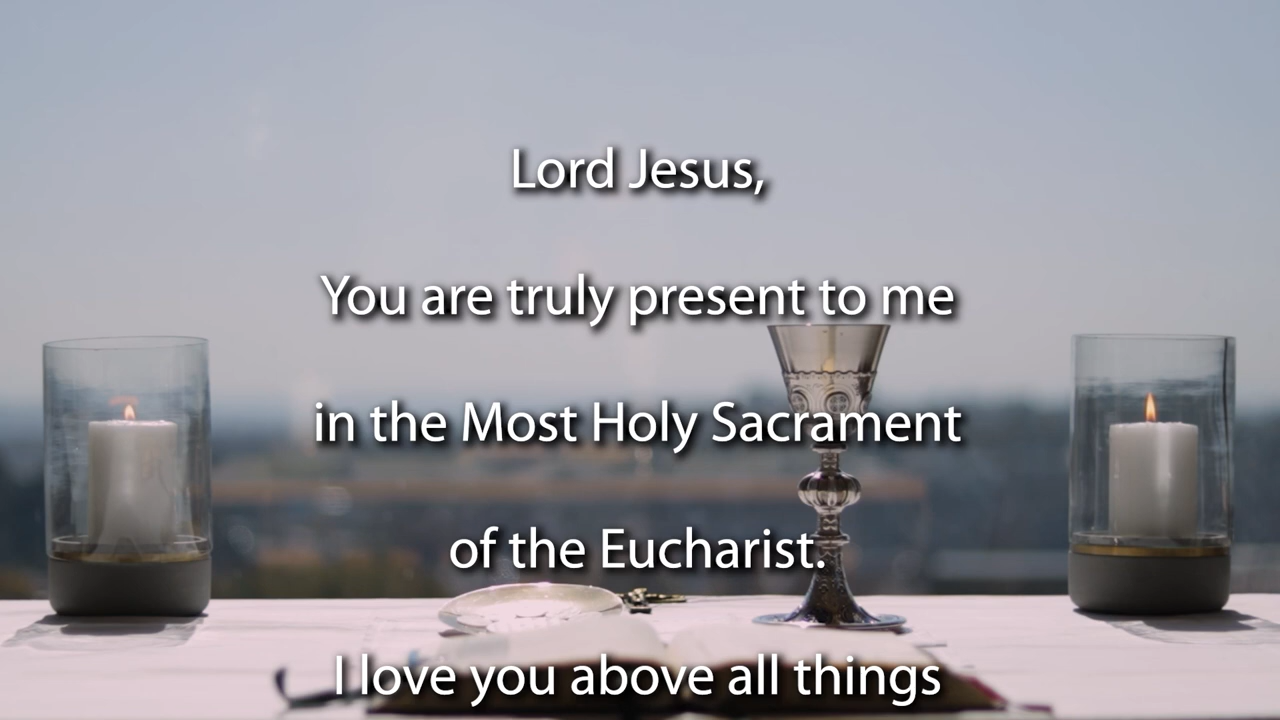 Lord Jesus,
You are truly present to me
in the Most Holy Sacrament
of the Eucharist.
I love you above all things